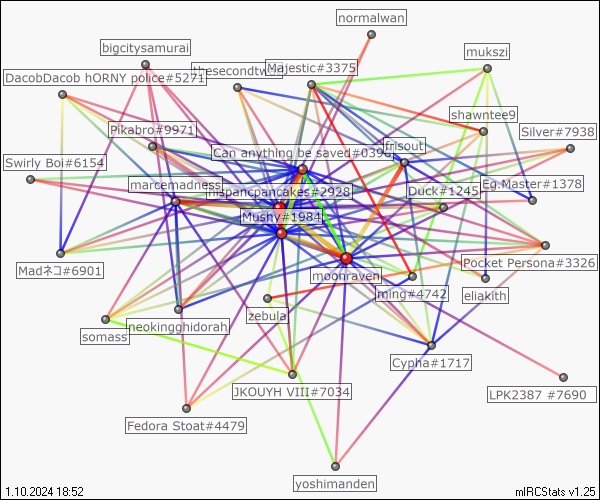 normalwan
bigcitysamurai
mukszi
thesecondtw
Majestic#3375
DacobDacob hORNY police#5271
shawntee9
Pikabro#9971
Silver#7938
frisout
Can anything be saved#0396
Swirly Boi#6154
marcemadness
hspancpancakes#2928
Duck#1245
Eg.Master#1378
Mushy#1984
Madネコ#6901
moonraven
Pocket Persona#3326
ming#4742
eliakith
zebula
somass
neokingghidorah
Cypha#1717
JKOUYH VIII#7034
LPK2387 #7690
Fedora Stoat#4479
yoshimanden
1.10.2024 18:52
mIRCStats v1.25